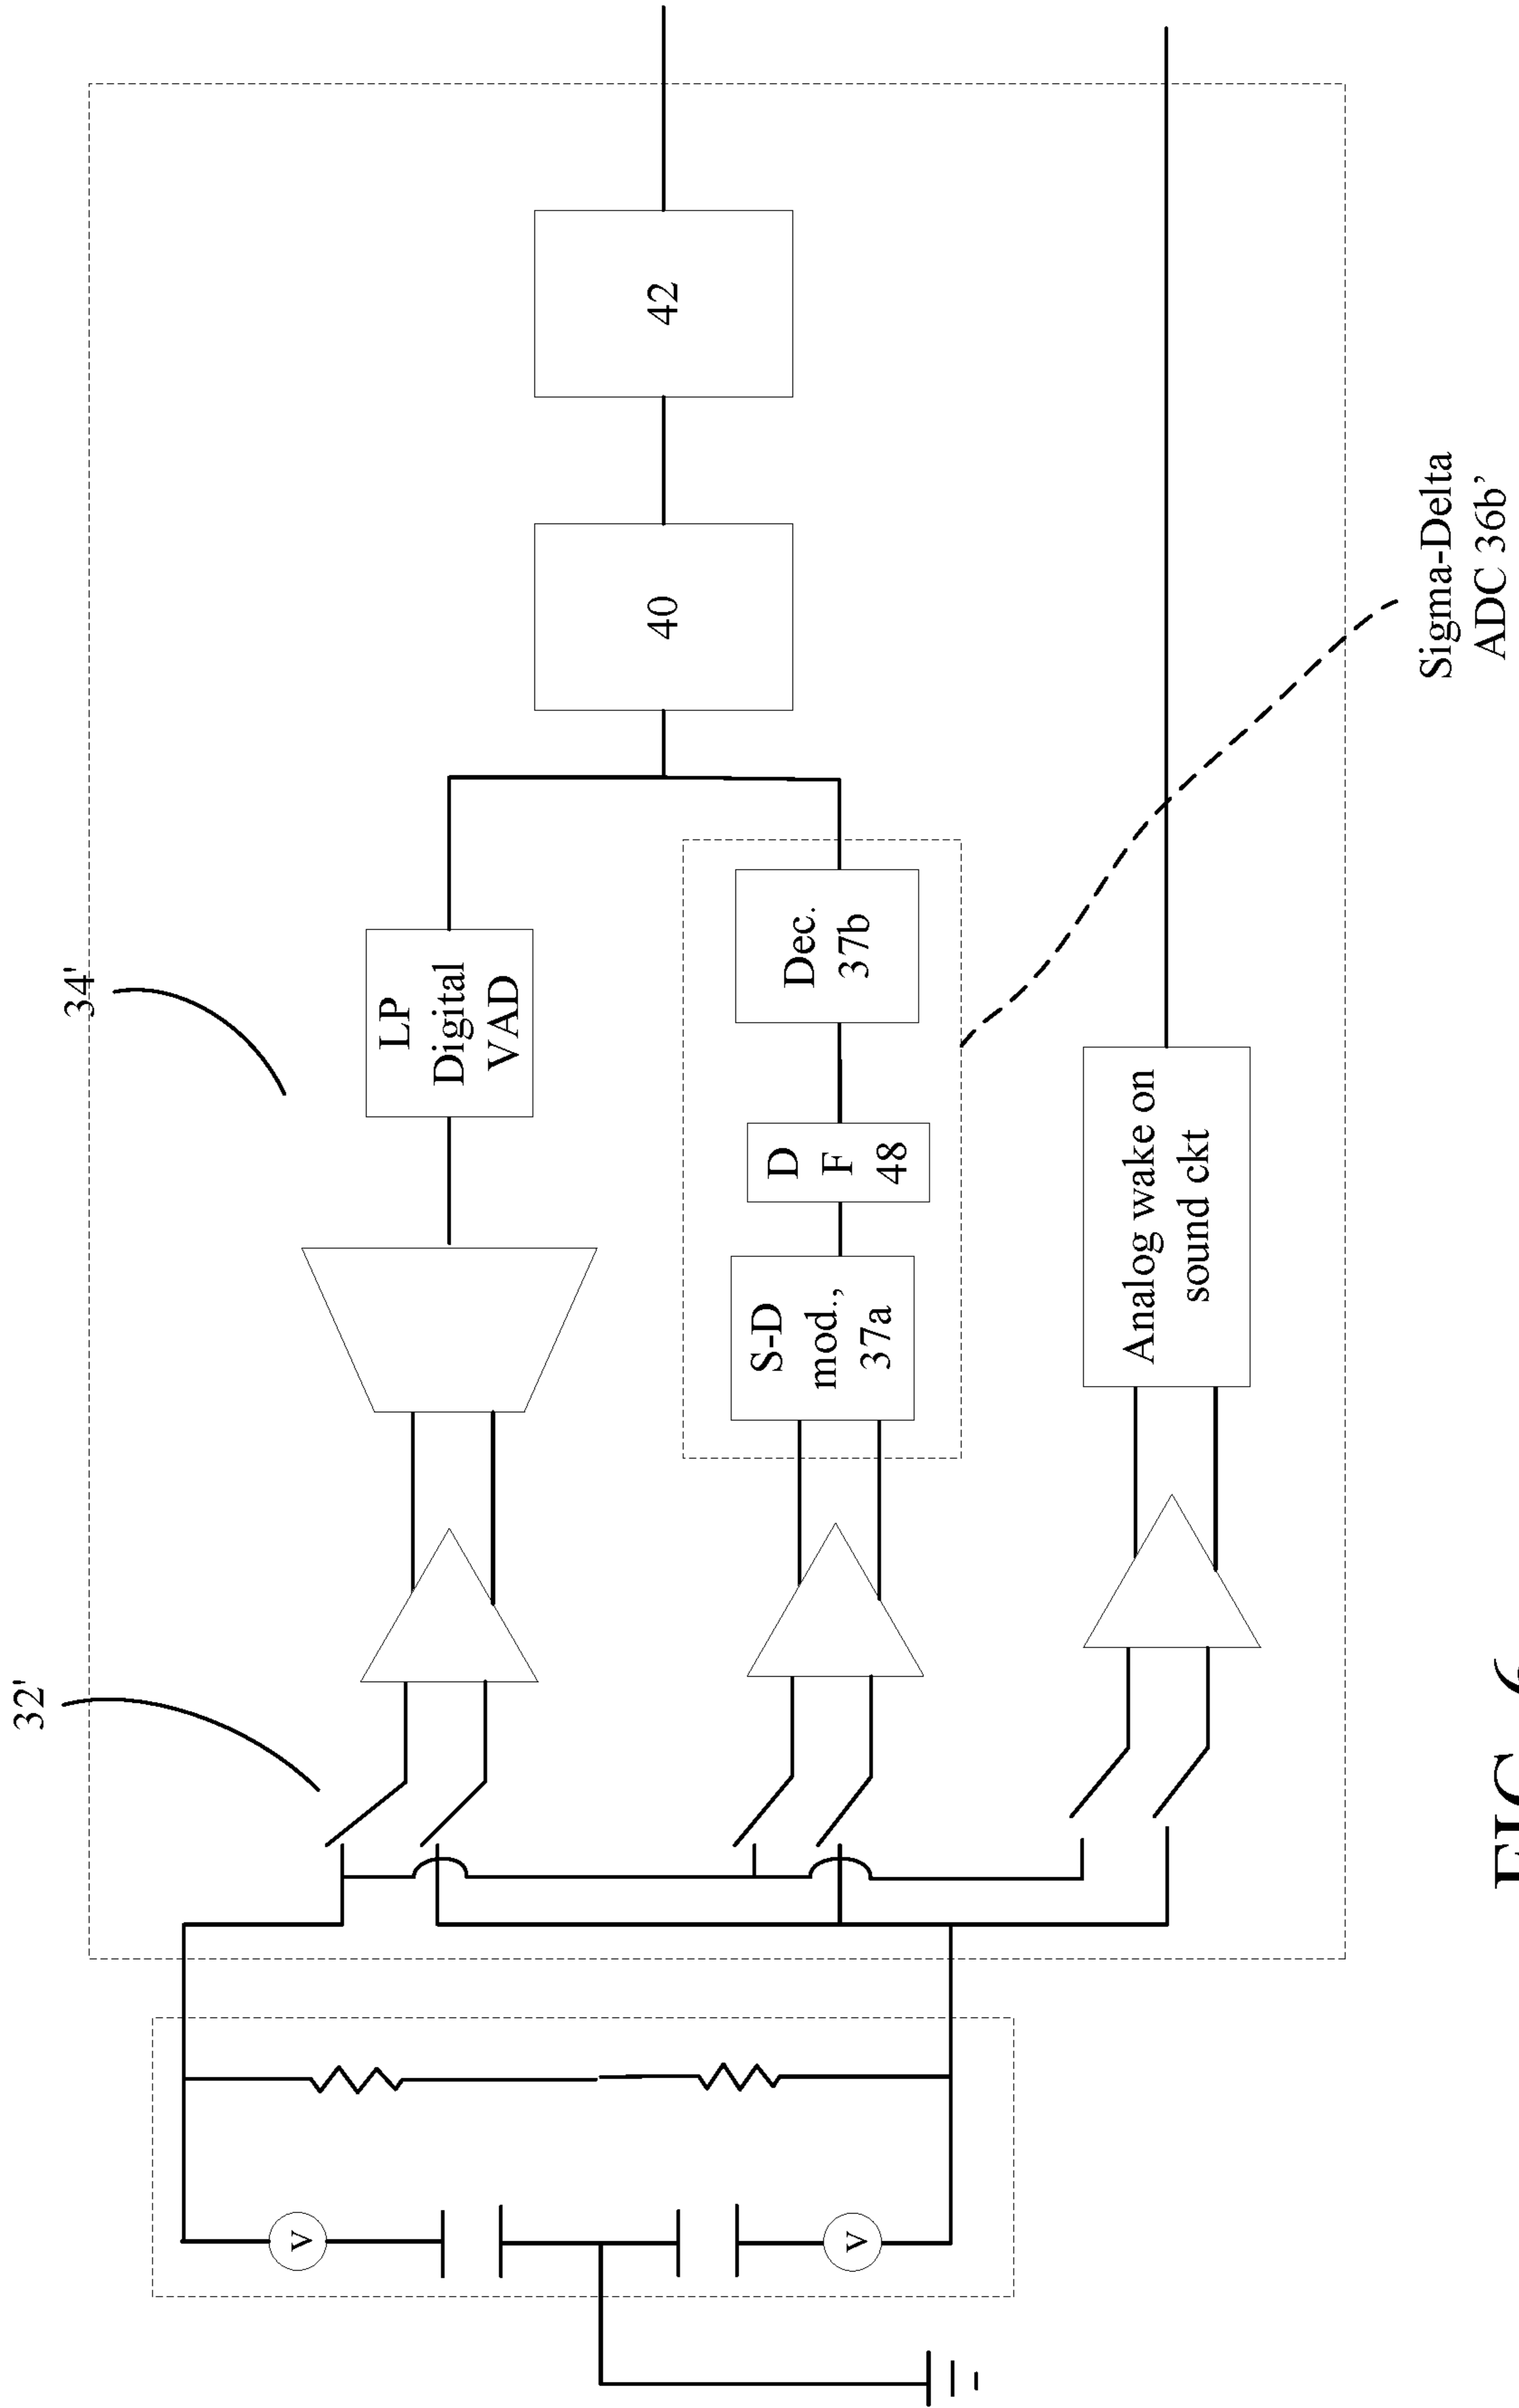 32'
34'
V
LP
Digital
VAD
40
42
S-D
mod.,
37a
D
F
48
Dec.
37b
V
Analog wake on
sound ckt
Sigma-Delta
ADC 36b’